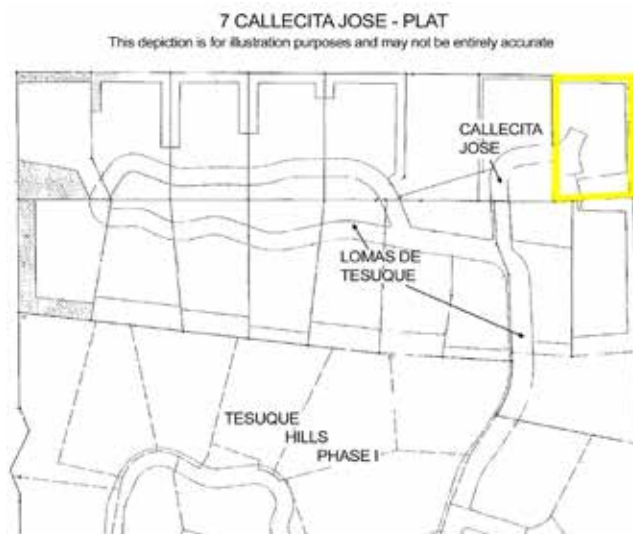 7 CALLECITA JOSE - PLAT
This depiction is for illustration purposes and may not be entirely accurate
CALLECITA
JOSE
LOMAS DE
TESUQUE
TESUQUE
HILLS
PHASE I